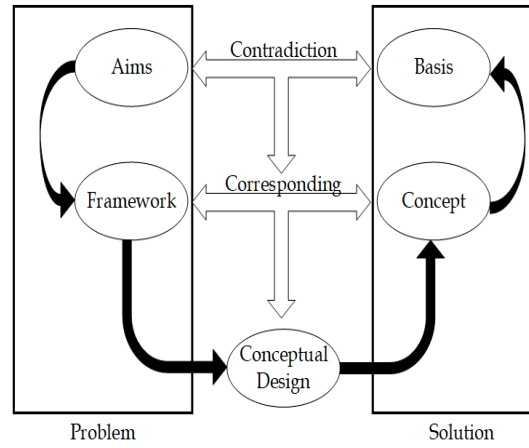 Contradiction
Aims
Basis
Corresponding
Framework
Concept
Conceptual
Design
Problem
Solution